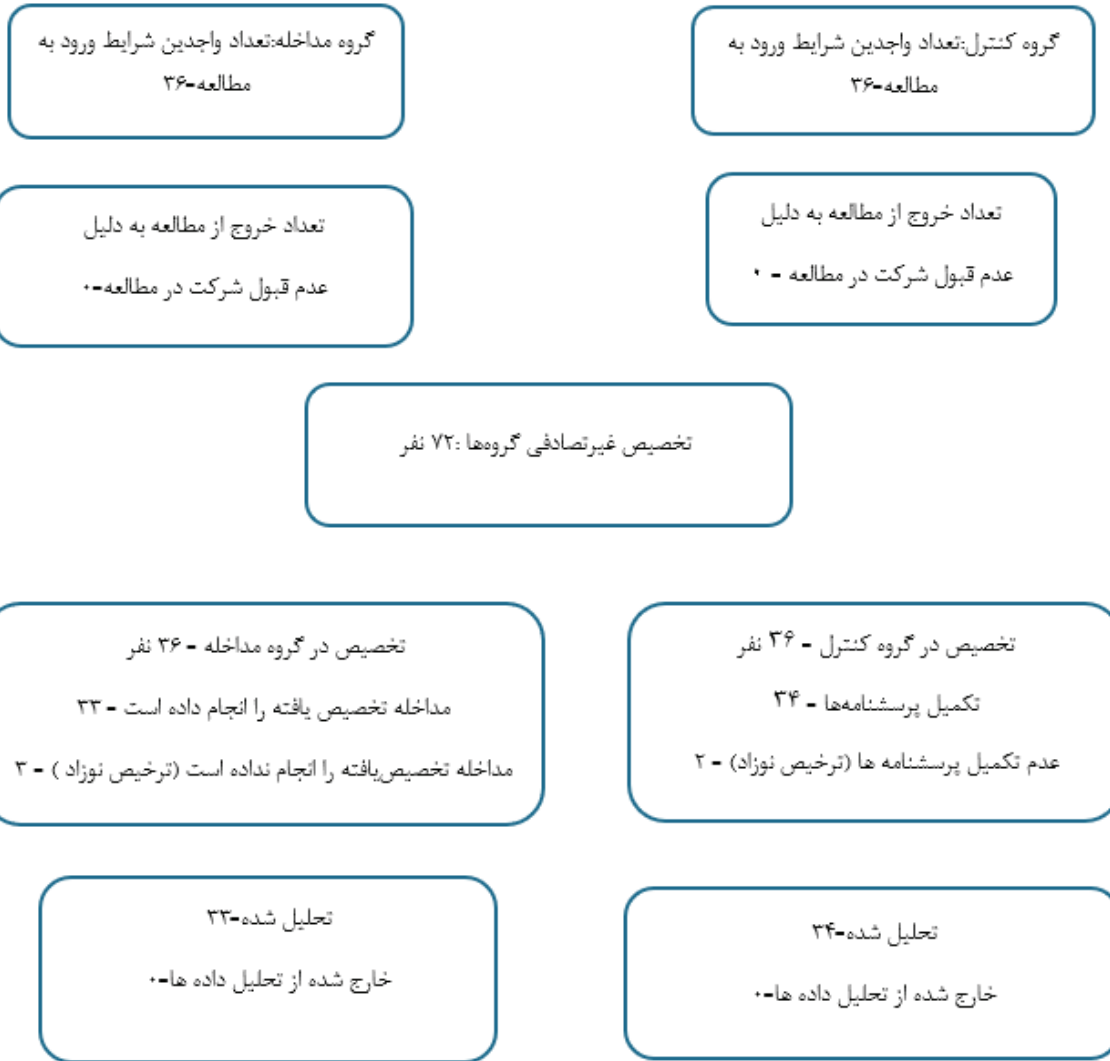 گروه کنترل:تعداد واجدین شرایط ورود به
مطالعه=۳۶
گروه مداخله:تعداد واجدین شرایط ورود به
مطالعه=۳۶
تعداد خروج از مطالعه به دلیل
عدم قبول شرکت در مطالعه = ۰
تعداد خروج از مطالعه به دلیل
عدم قبول شرکت در مطالعه=۰
تخصیص غیرتصادفی گروه‌ها :۷۲ نفر
تخصیص در گروه کنترل = ۳۶ نفر
تکمیل پرسشنامه‌ها = ۳۴
عدم تکمیل پرسشنامه ها (ترخیص نوزاد) = ۲
تخصیص در گروه مداخله = ۳۶ نفر
مداخله تخصیص یافته را انجام داده است = ۳۳
مداخله تخصیص‌یافته را انجام نداده است (ترخیص نوزاد ) = ۳
تحلیل شده=۳۴
خارج شده از تحلیل داده ها=۰
تحلیل شده=۳۳
خارج شده از تحلیل داده ها=۰